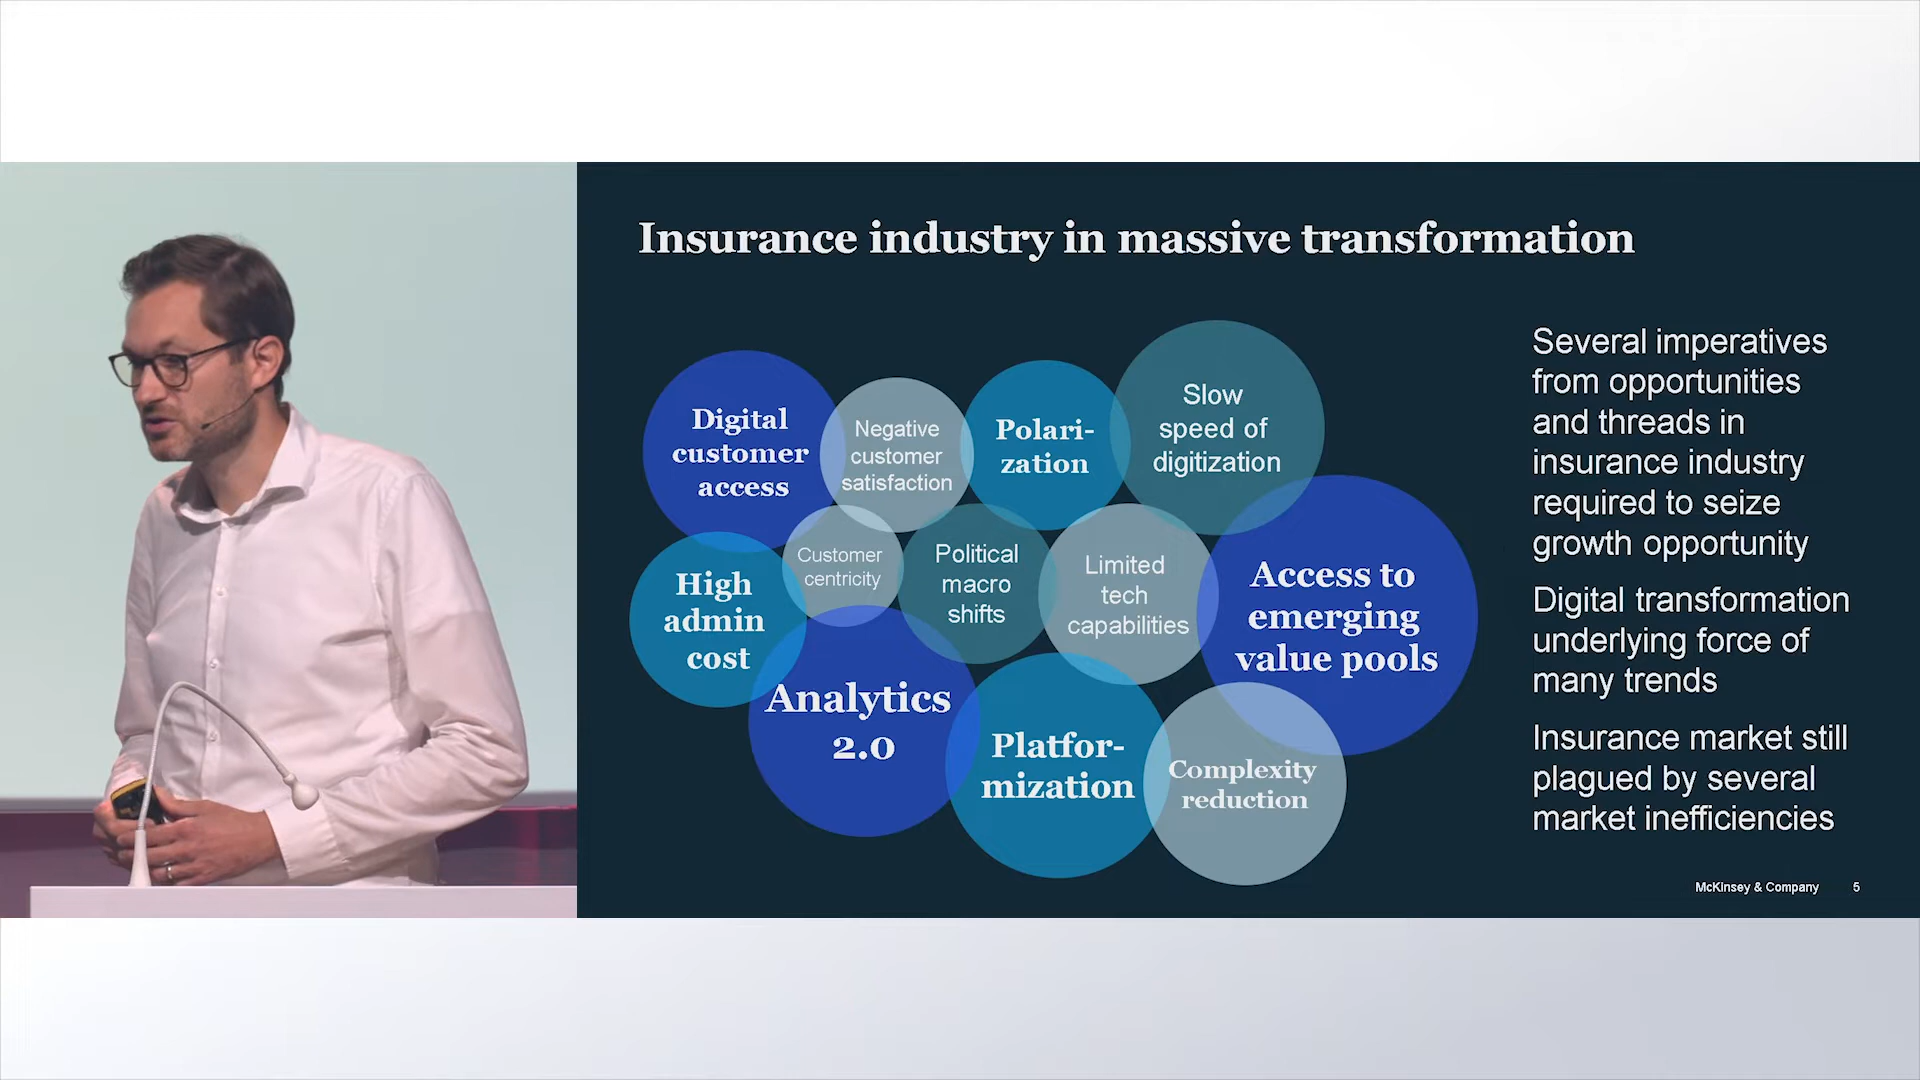 Insurance industry in massive transformation
Digital
customer
access
Negative
customer
satisfaction
Polari-
zation
Slow
speed of
digitization
High
admin
cost
Customer
centricity
Political
macro
shifts
Limited
tech
capabilities
Access to
emerging
value pools
Analytics
2.0
Platfor-
mization
Complexity
reduction
Several imperatives
from opportunities
and threads in
insurance industry
required to seize
growth opportunity
Digital transformation
underlying force of
many trends
Insurance market still
plagued by several
market inefficiencies
McKinsey & Company 5